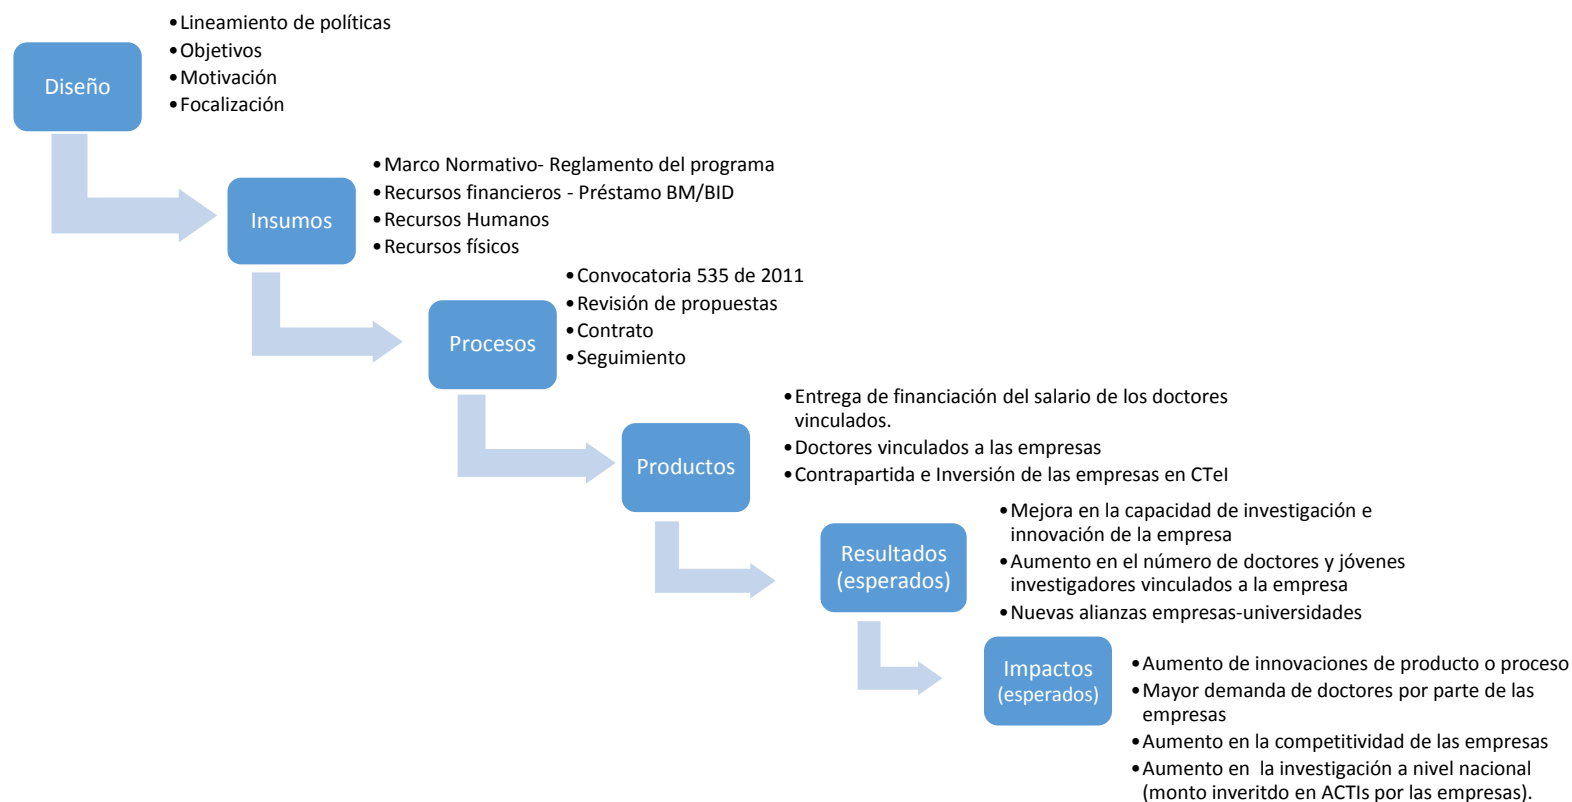 •Lineamiento de políticas
•Objetivos
•Motivación
•Focalización
Diseño
•Marco Normativo- Reglamento del programa
•Recursos financieros - Préstamo BM/BID
•Recursos Humanos
•Recursos físicos
Insumos
•Convocatoria 535 de 2011
•Revisión de propuestas
•Contrato
•Seguimiento
Procesos
•Entrega de financiación del salario de los doctores
vinculados.
•Doctores vinculados a las empresas
•Contrapartida e Inversión de las empresas en CTeI
Productos
•Mejora en la capacidad de investigación e
innovación de la empresa
•Aumento en el número de doctores y jóvenes
investigadores vinculados a la empresa
•Nuevas alianzas empresas-universidades
Resultados
(esperados)
•Aumento de innovaciones de producto o proceso
•Mayor demanda de doctores por parte de las
empresas
•Aumento en la competitividad de las empresas
•Aumento en  la investigación a nivel nacional
(monto inveritdo en ACTIs por las empresas).
Impactos
(esperados)